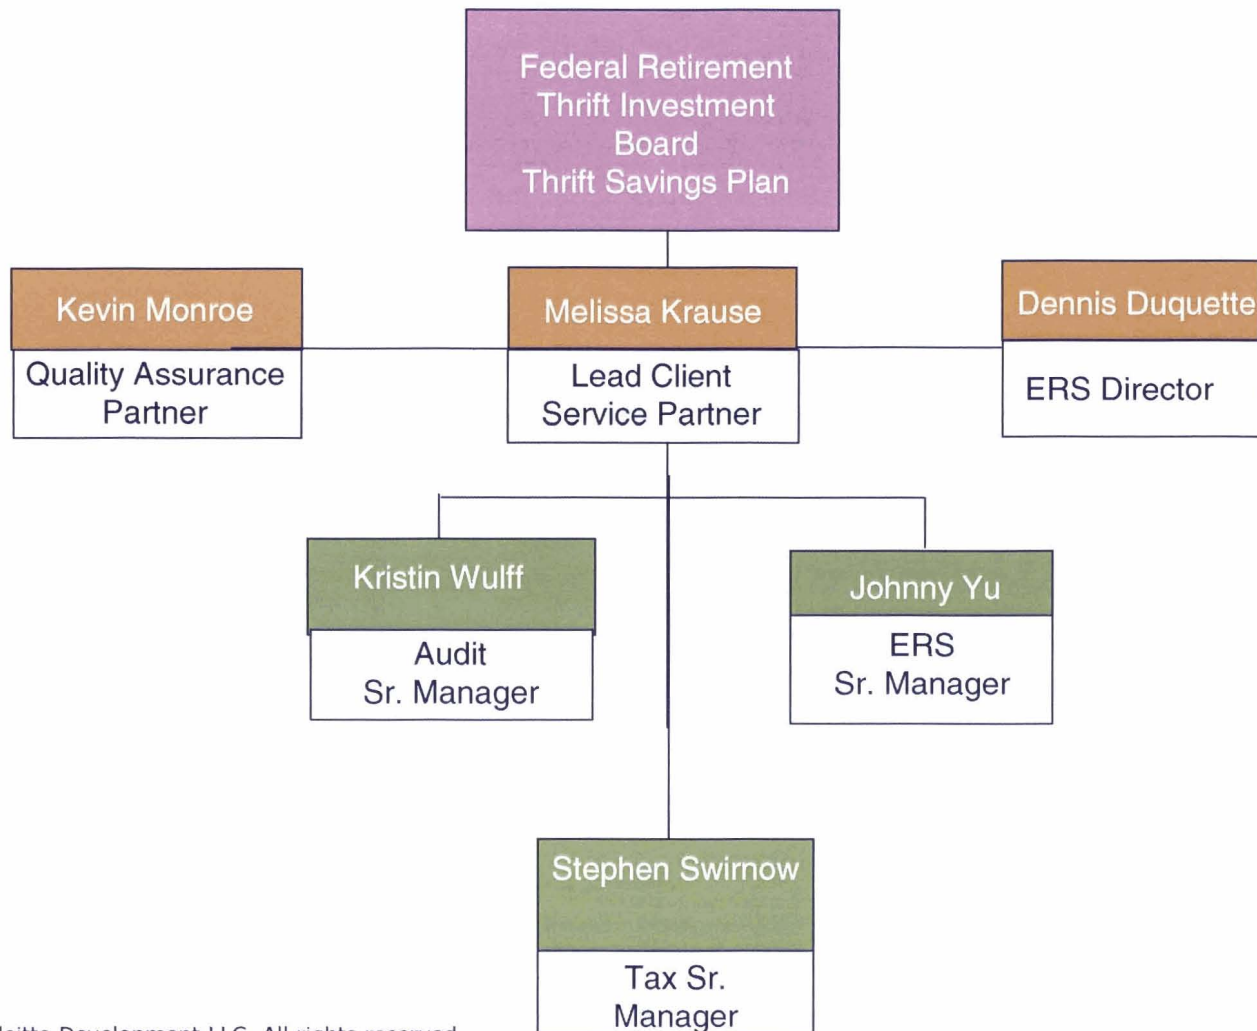 Federal Retirement
Thrift Investment
Board
Thrift Savings Plan
Kevin Monroe
Quality Assurance
Partner
Melissa Krause
Lead Client
Service Partner
Dennis Duquette
ERS Director
Kristin Wulff
Audit
Sr. Manager
Johnny Yu
ERS
Sr. Manager
Stephen Swirnow
Tax Sr.
Manager
Development LLC. All rights reserved